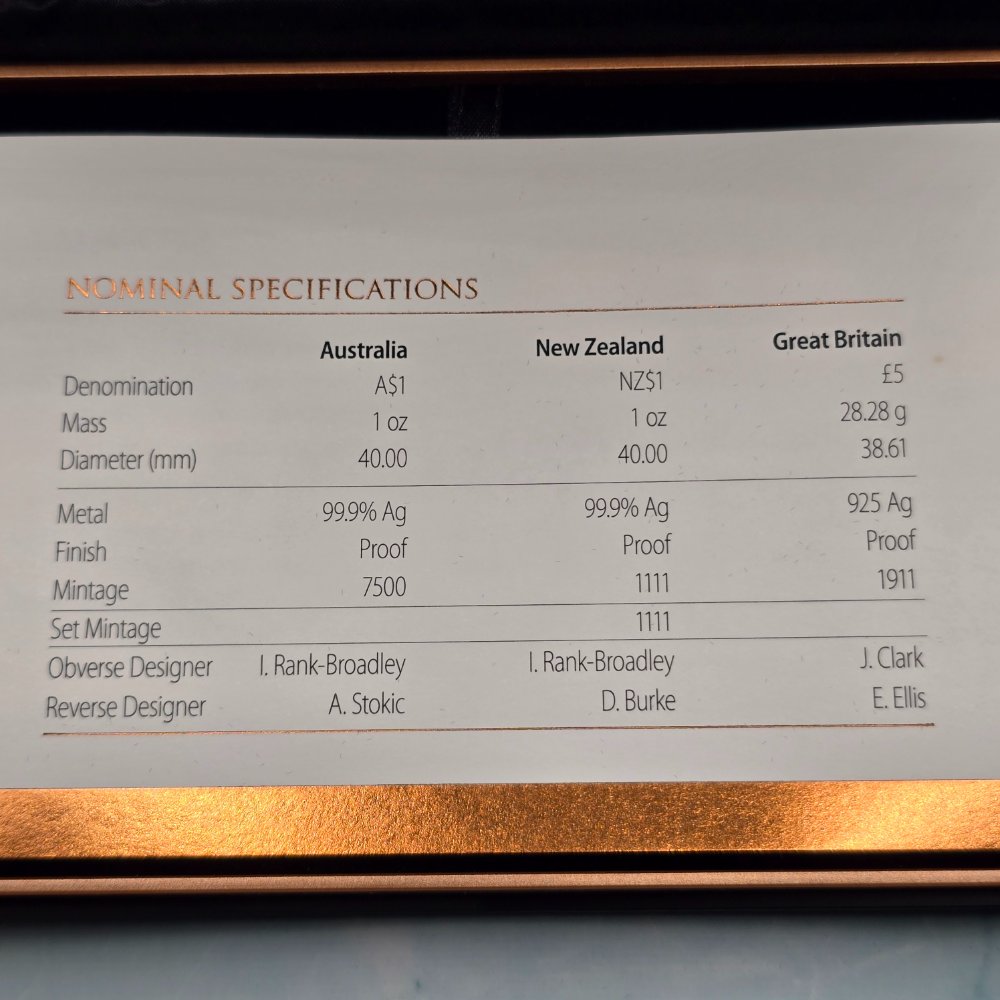 NOMINAL SPECIFICATIONS
Australia New Zealand Great Britain
Denomination A$1 NZ$1 £5
Mass 1 oz 1 oz 28.28 g
Diameter (mm) 40.00 40.00 38.61
Metal 99.9% Ag 99.9% Ag 925 Ag
Finish Proof Proof Proof
Mintage 7500 1111 1911
Set Mintage 1111
Obverse Designer I. Rank-Broadley I. Rank-Broadley J. Clark
Reverse Designer A. Stokic D. Burke E. Ellis